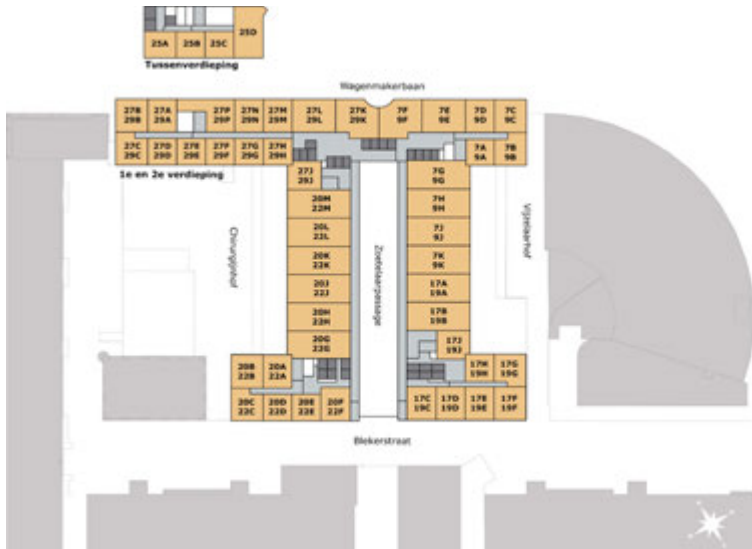 25A 25B 25C 25D
Tussenverdieping
Wagenmakerbaan
27B 27A 27P 27N 27M 27L 27K 7F 7E 7D 7C
29B 29A 29P 29N 29M 29L 29K 9F 9E 9D 9C
27C 27D 27E 27F 27G 27H 7A 7B
29C 29D 29E 29F 29G 29H 9A 9B
1e en 2e verdieping
27J 7G
29J 9G
20M 7H
22M 9H
20L 7J
22L 9J
20K 7K
22K 9K
20J 17A
22J 19A
20H 17B
22H 19B
20G 17J
22G 19J
Chirurgijnhof
Zoetelaarpassage
Vijzelaarhof
20B 20A 17H 17G
22B 22A 19H 19G
20C 20D 20E 20F 17C 17D 17E 17F
22C 22D 22E 22F 19C 19D 19E 19F
Blekerstraat